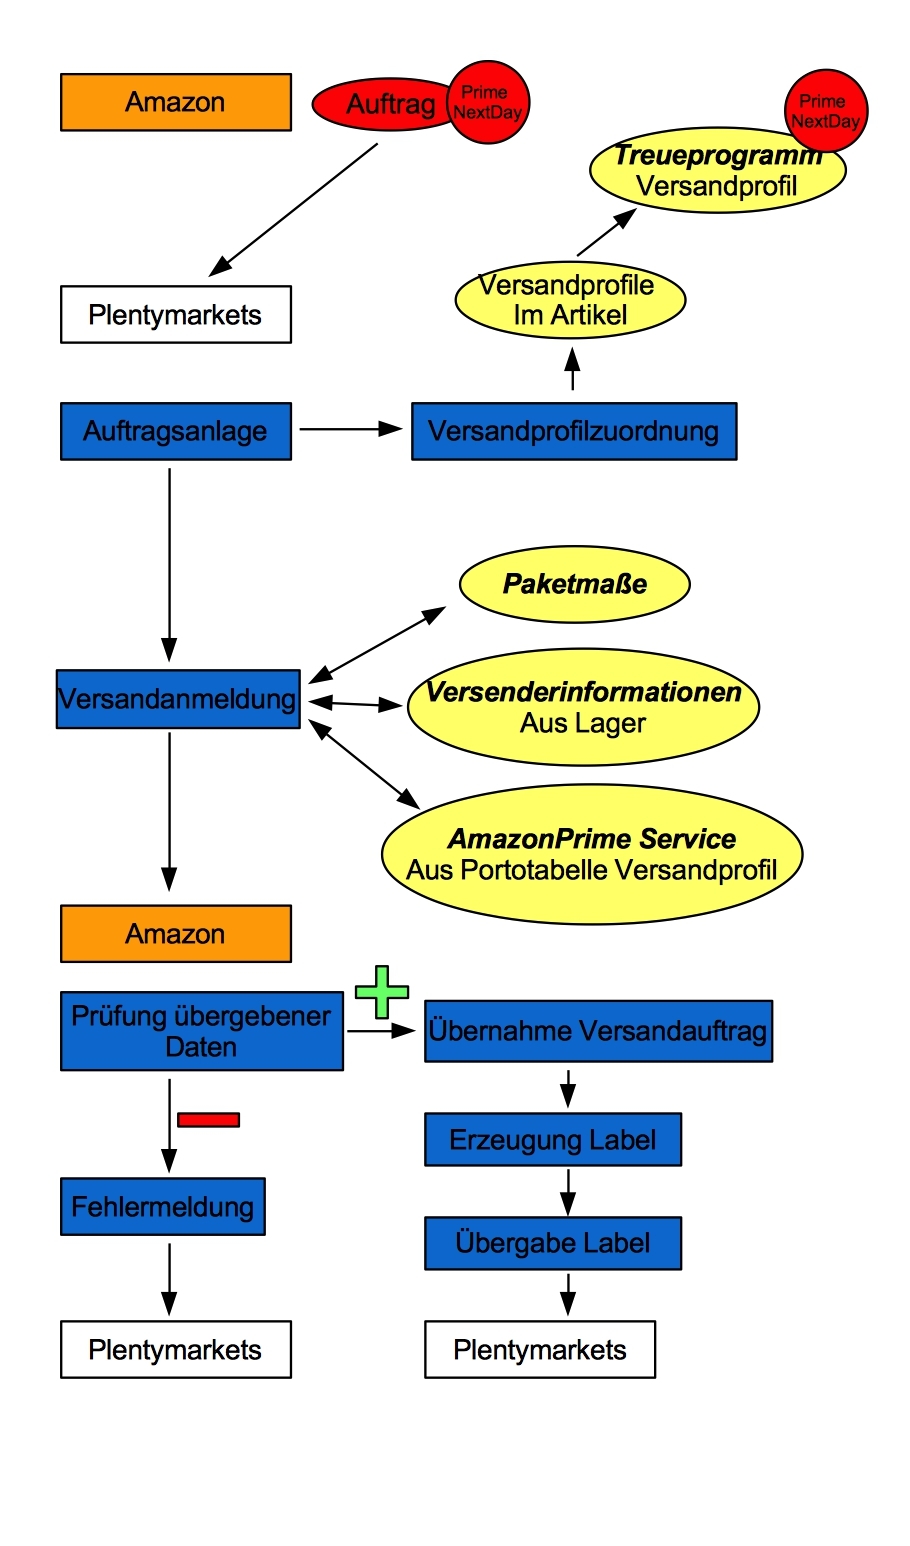 Amazon
Auftrag
Prime
NextDay
Prime
NextDay
Treueprogramm
Versandprofil
Versandprofile
Im Artikel
Plentymarkets
Auftragsanlage
Versandprofilzuordnung
Paketmaße
Versandanmeldung
Versenderinformationen
Aus Lager
AmazonPrime Service
Aus Portotabelle Versandprofil
Amazon
Prüfung übergebener
Daten
Übernahme Versandauftrag
Erzeugung Label
Fehlermeldung
Übergabe Label
Plentymarkets
Plentymarkets